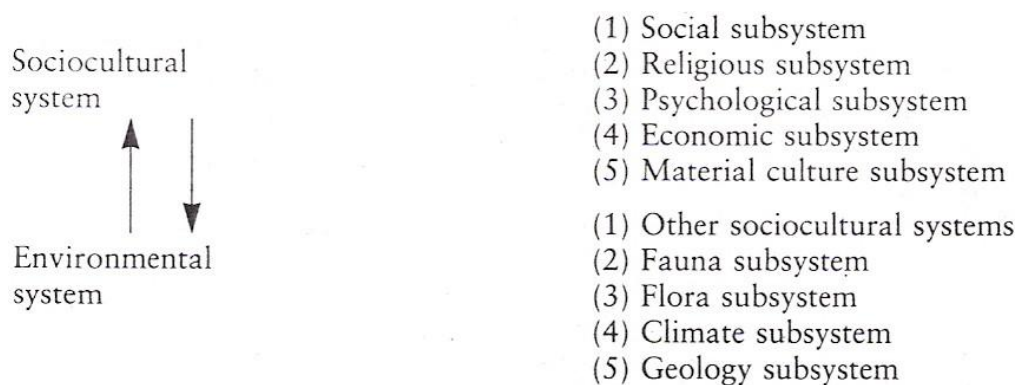 Sociocultural
system
Environmental
system
(1) Social subsystem
(2) Religious subsystem
(3) Psychological subsystem
(4) Economic subsystem
(5) Material culture subsystem
(1) Other sociocultural systems
(2) Fauna subsystem
(3) Flora subsystem
(4) Climate subsystem
(5) Geology subsystem